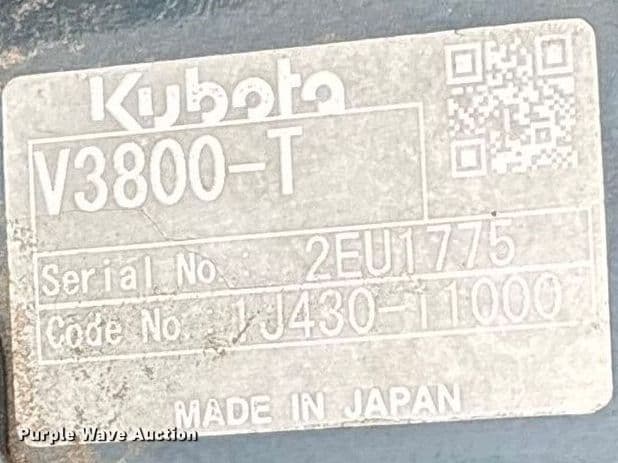 Kubota
V3800-T
Serial No. 2EU1775
Code No. 1J430-11000
MADE IN JAPAN
Purple Wave Auction